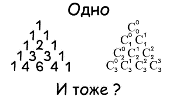 Одно
1
1 1
1 2 1
1 3 3 1
1 4 6 4 1
C₀⁰
C₁⁰ C₁¹
C₂⁰ C₂¹ C₂²
C₃⁰ C₃¹ C₃² C₃³
И тоже ?